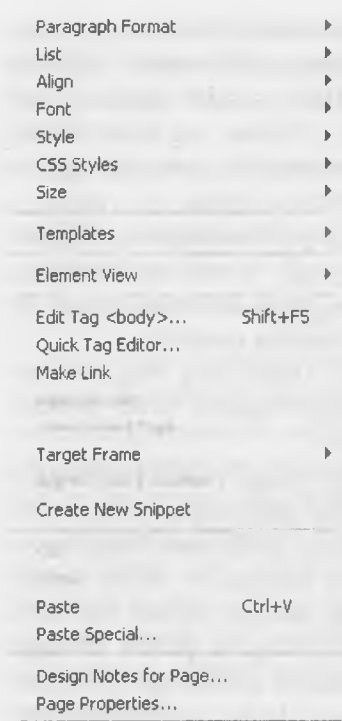 Paragraph Format
List
Align
Font
Style
CSS Styles
Size
Templates
Element View
Edit Tag <body>... Shift+F5
Quick Tag Editor...
Make Link
Target Frame
Create New Snippet
Paste Ctrl+V
Paste Special...
Design Notes for Page...
Page Properties...